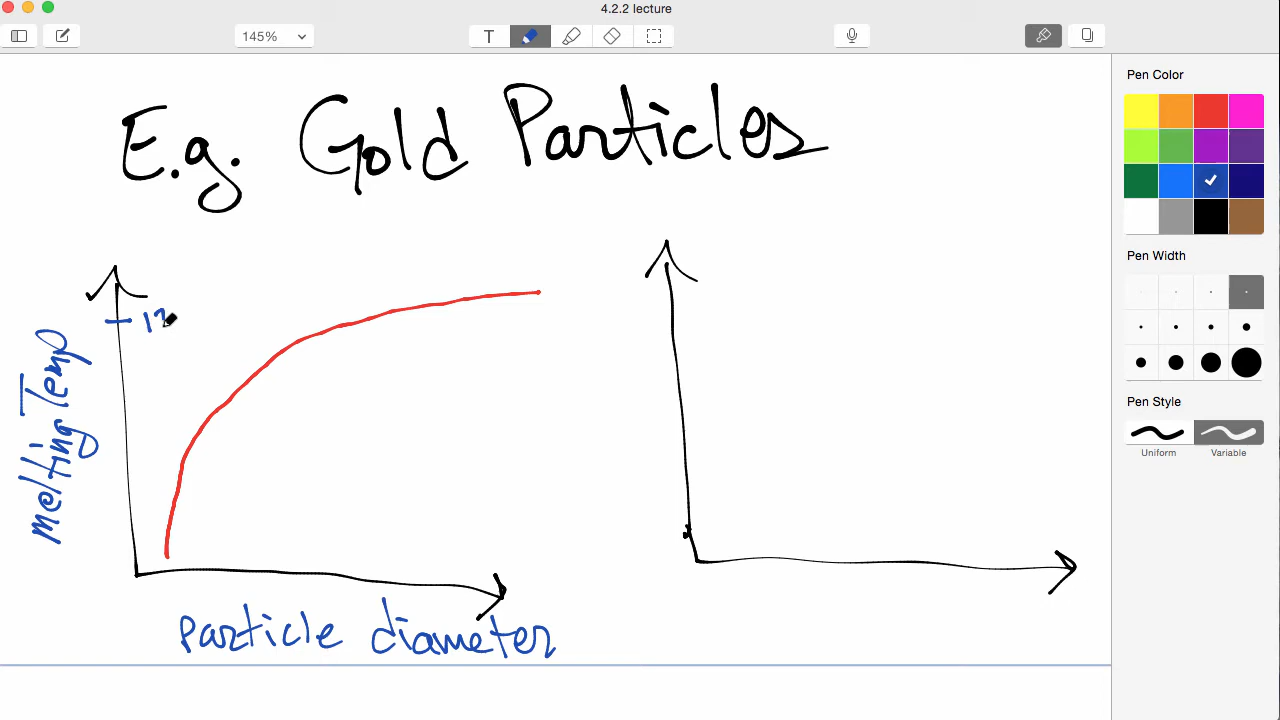 4.2.2 lecture
145%
T
E.g. Gold Particles
Melting Temp
Particle diameter
Pen Color
Pen Width
Pen Style
Uniform
Variable